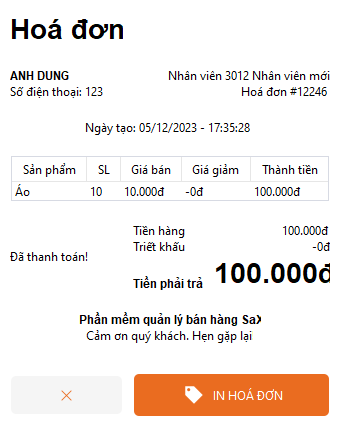 Hoá đơn
ANH DUNG Nhân viên 3012 Nhân viên mới
Số điện thoại: 123 Hoá đơn #12246
Ngày tạo: 05/12/2023 - 17:35:28
Sản phẩm SL Giá bán Giá giảm Thành tiền
Áo 10 10.000đ -0đ 100.000đ
Tiền hàng 100.000đ
Triết khấu -0đ
Đã thanh toán!
Tiền phải trả 100.000đ
Phần mềm quản lý bán hàng SaX
Cảm ơn quý khách. Hẹn gặp lại
IN HOÁ ĐƠN